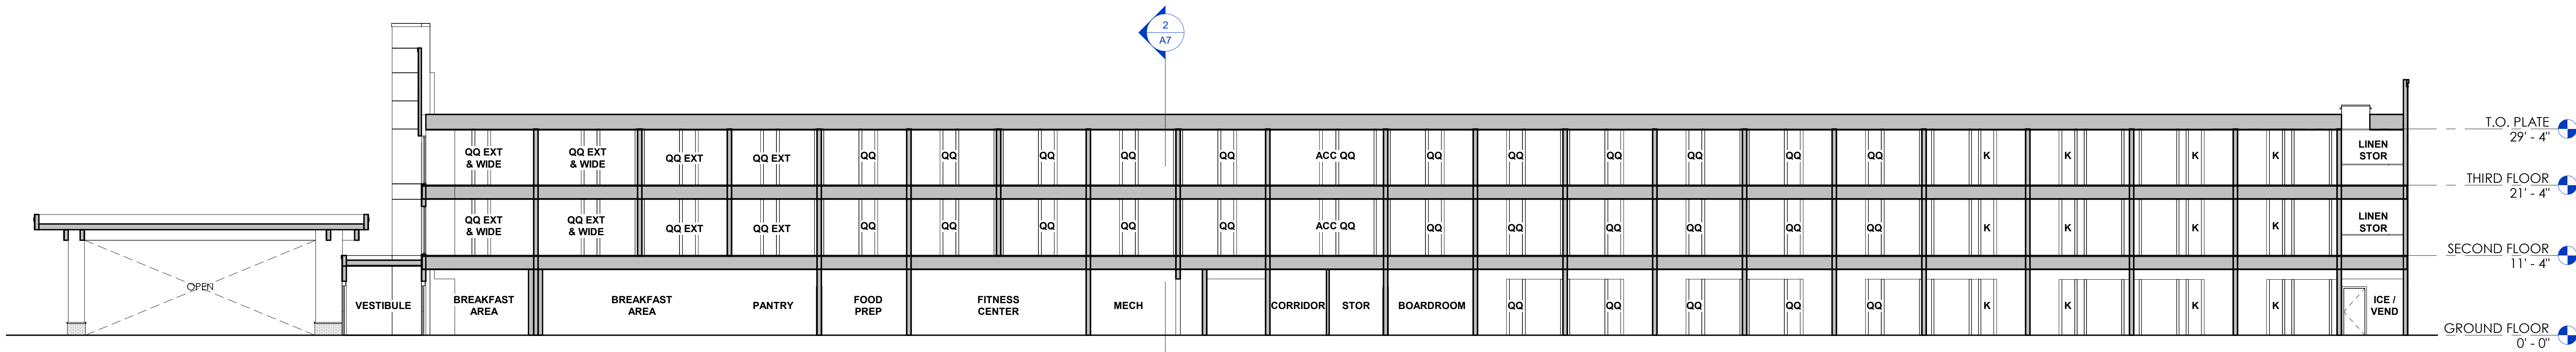 2
A7
T.O. PLATE
29' - 4"
QQ EXT
& WIDE
QQ EXT
& WIDE
QQ EXT
QQ EXT
QQ
QQ
QQ
QQ
QQ
ACC QQ
QQ
QQ
QQ
QQ
QQ
QQ
K
K
K
K
LINEN
STOR
THIRD FLOOR
21' - 4"
QQ EXT
& WIDE
QQ EXT
& WIDE
QQ EXT
QQ EXT
QQ
QQ
QQ
QQ
QQ
ACC QQ
QQ
QQ
QQ
QQ
QQ
QQ
K
K
K
K
LINEN
STOR
SECOND FLOOR
11' - 4"
OPEN
VESTIBULE
BREAKFAST
AREA
BREAKFAST
AREA
PANTRY
FOOD
PREP
FITNESS
CENTER
MECH
CORRIDOR
STOR
BOARDROOM
QQ
QQ
QQ
QQ
QQ
K
K
K
K
ICE /
VEND
GROUND FLOOR
0' - 0"